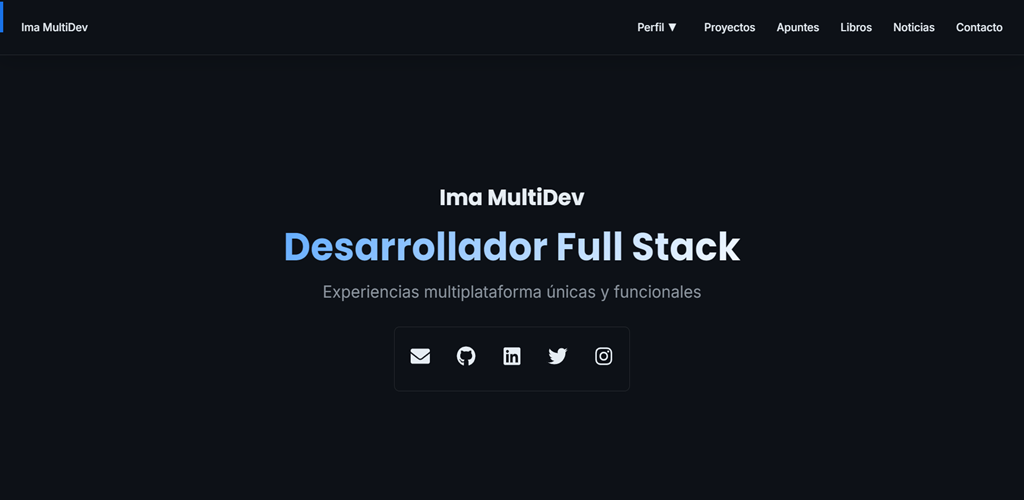 Ima MultiDev
Perfil ▼ Proyectos Apuntes Libros Noticias Contacto
Ima MultiDev
Desarrollador Full Stack
Experiencias multiplataforma únicas y funcionales